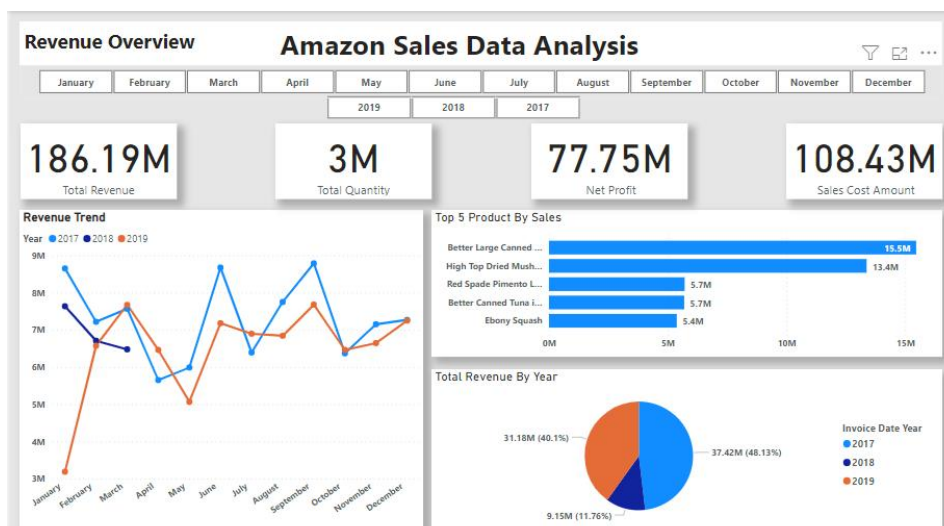 Revenue Overview
Amazon Sales Data Analysis
January February March April May June July August September October November December
2019 2018 2017
186.19M
Total Revenue
3M
Total Quantity
77.75M
Net Profit
108.43M
Sales Cost Amount
Revenue Trend
Year 2017 2018 2019
9M
8M
7M
6M
5M
4M
3M
January February March April May June July August September October November December
Top 5 Product By Sales
Better Large Canned ... 15.5M
High Top Dried Mush... 13.4M
Red Spade Pimento L... 5.7M
Better Canned Tuna i... 5.7M
Ebony Squash 5.4M
0M 5M 10M 15M
Total Revenue By Year
31.18M (40.1%)
37.42M (48.13%)
9.15M (11.76%)
Invoice Date Year
2017
2018
2019